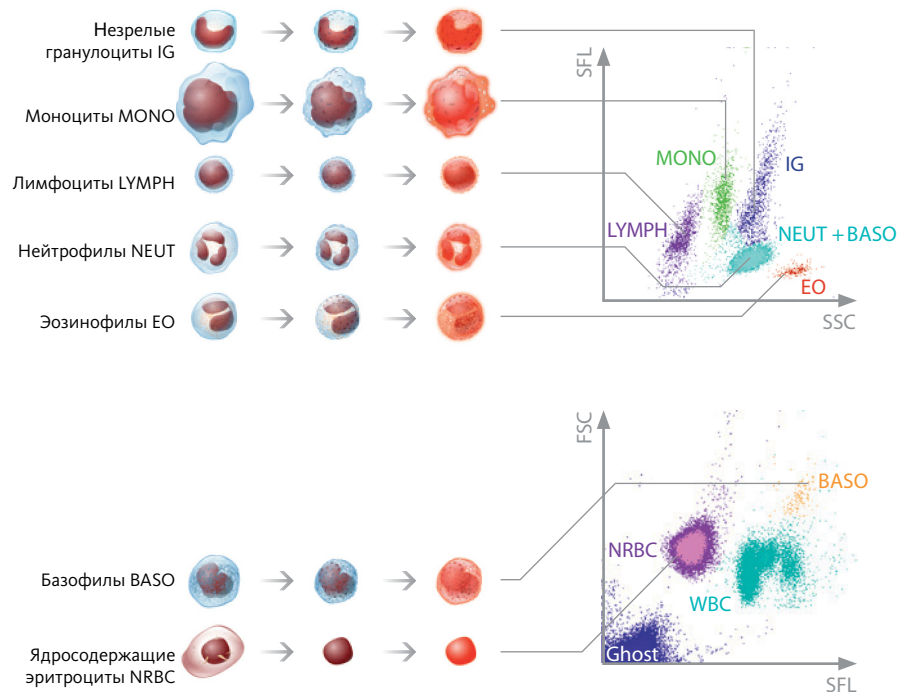 Незрелые
гранулоциты IG
Моноциты MONO
Лимфоциты LYMPH
Нейтрофилы NEUT
Эозинофилы EO
SFL
MONO
IG
LYMPH
NEUT + BASO
EO
SSC
Базофилы BASO
Ядросодержащие
эритроциты NRBC
FSC
BASO
NRBC
WBC
Ghost
SFL